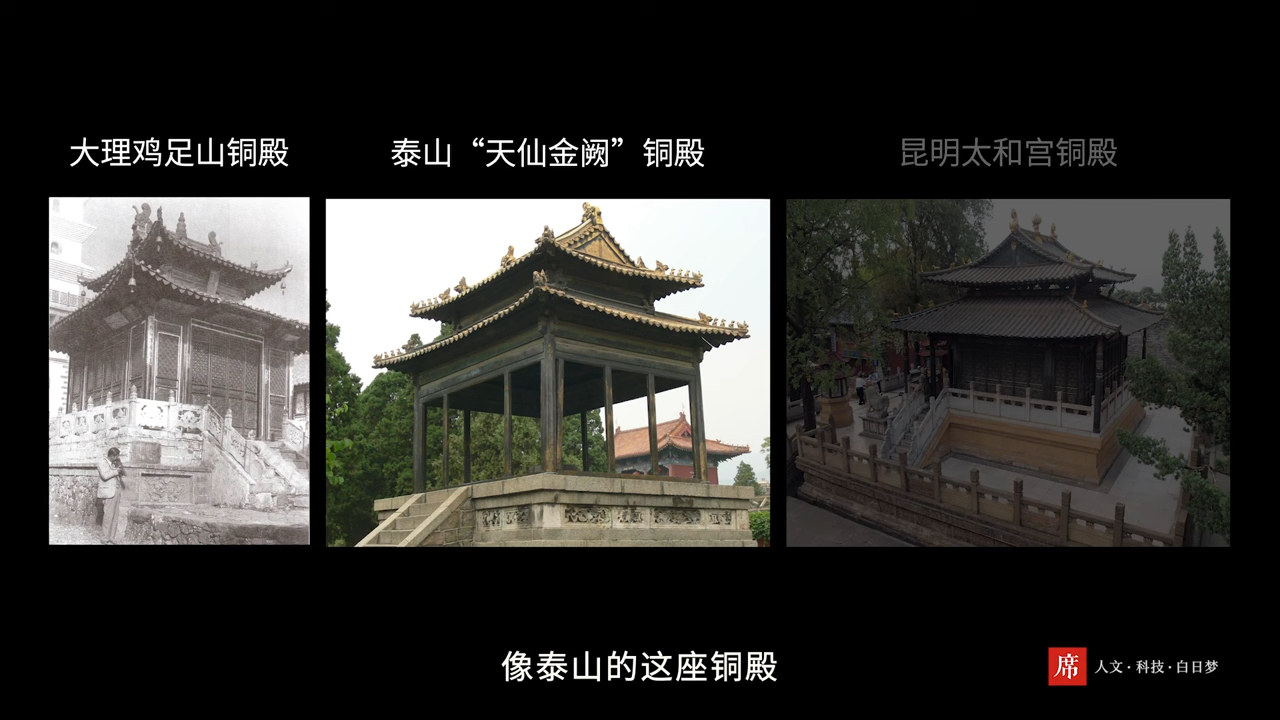 大理鸡足山铜殿
泰山“天仙金阙”铜殿
昆明太和宫铜殿
像泰山的这座铜殿
席
人文·科技·白日梦